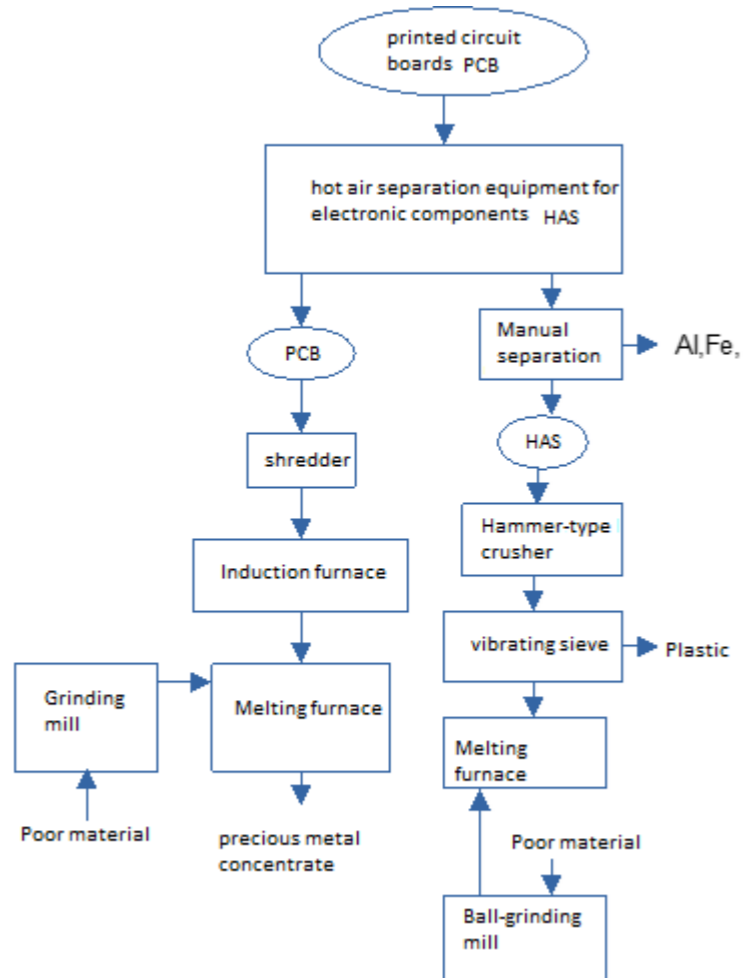 printed circuit
boards PCB
hot air separation equipment for
electronic components HAS
PCB
Manual
separation
Al,Fe,
HAS
shredder
Hammer-type
crusher
Induction furnace
vibrating sieve
Plastic
Grinding
mill
Melting furnace
Melting
furnace
Poor material
precious metal
concentrate
Poor material
Ball-grinding
mill